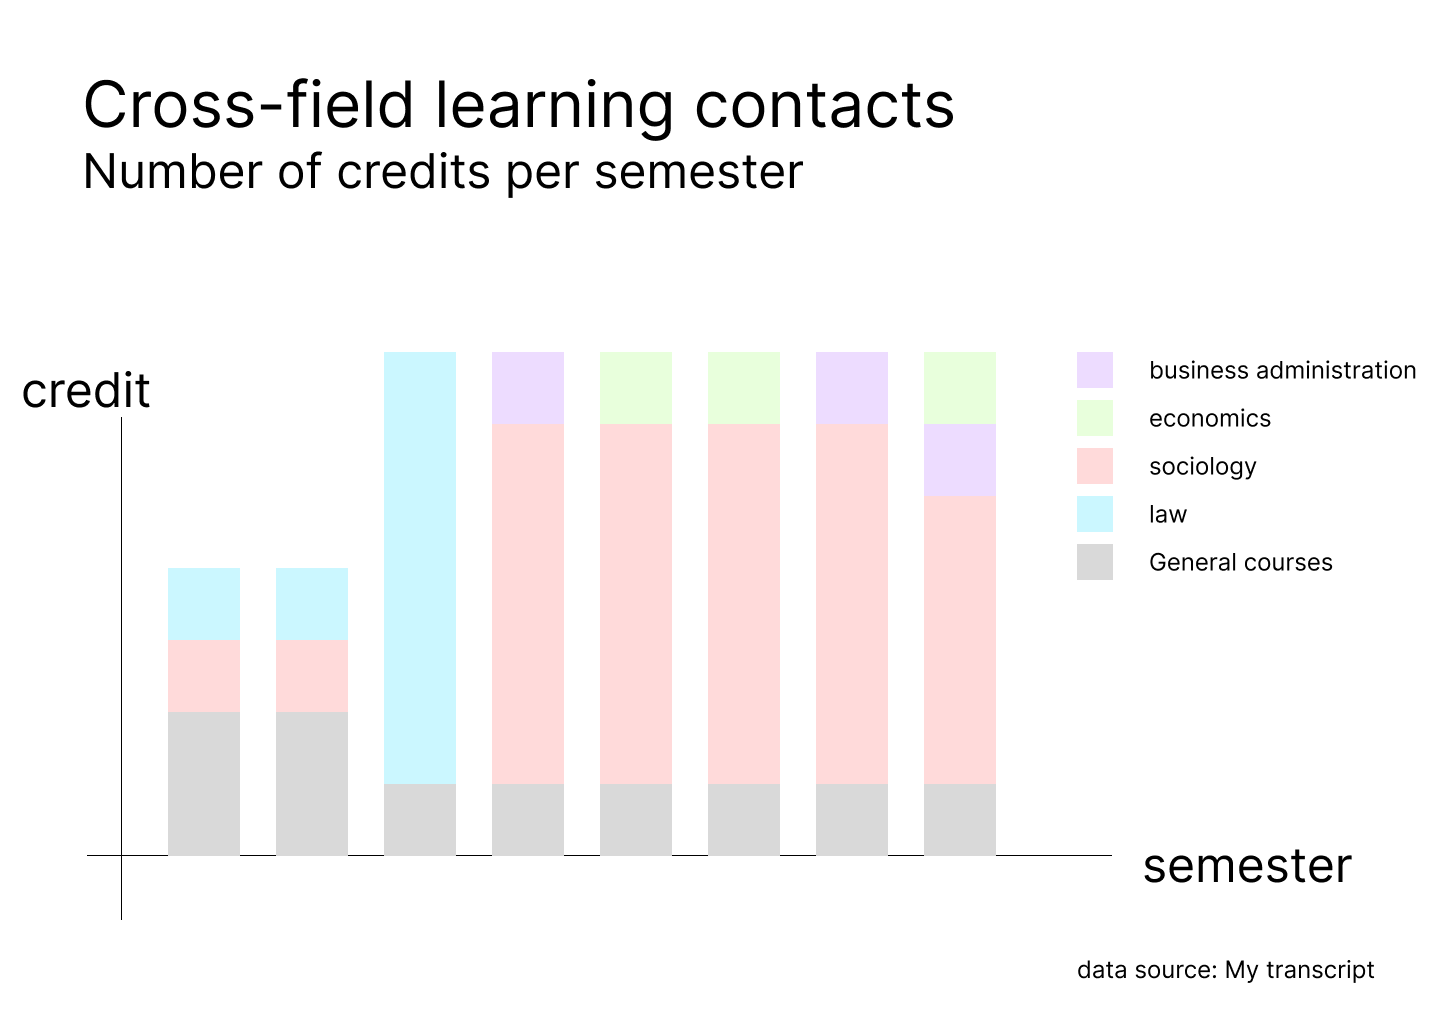 Cross-field learning contacts
Number of credits per semester
credit
business administration
economics
sociology
law
General courses
semester
data source: My transcript